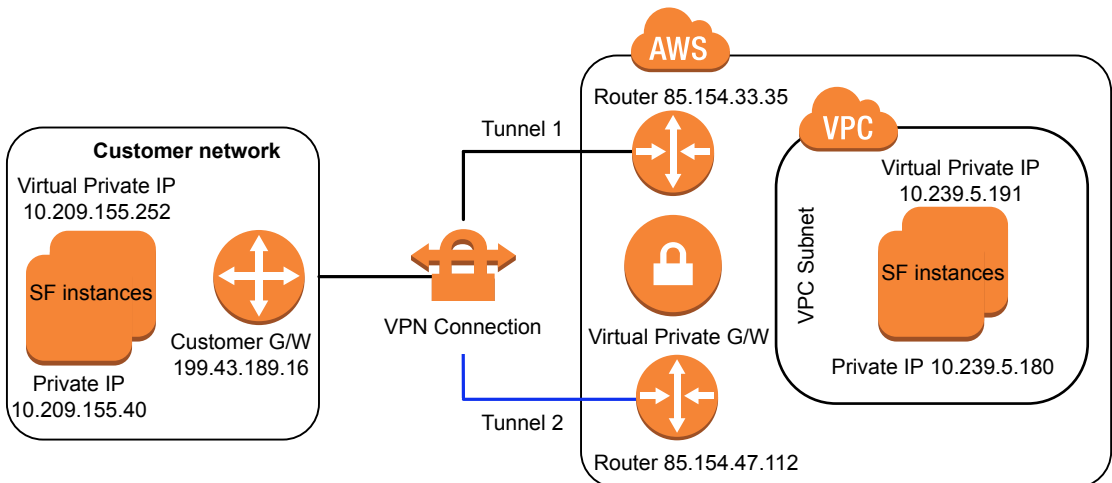 AWS
Router 85.154.33.35
Tunnel 1
VPC
Customer network
Virtual Private IP
10.209.155.252
SF instances
Customer G/W
199.43.189.16
Private IP
10.209.155.40
VPN Connection
Virtual Private G/W
VPC Subnet
Virtual Private IP
10.239.5.191
SF instances
Private IP 10.239.5.180
Tunnel 2
Router 85.154.47.112